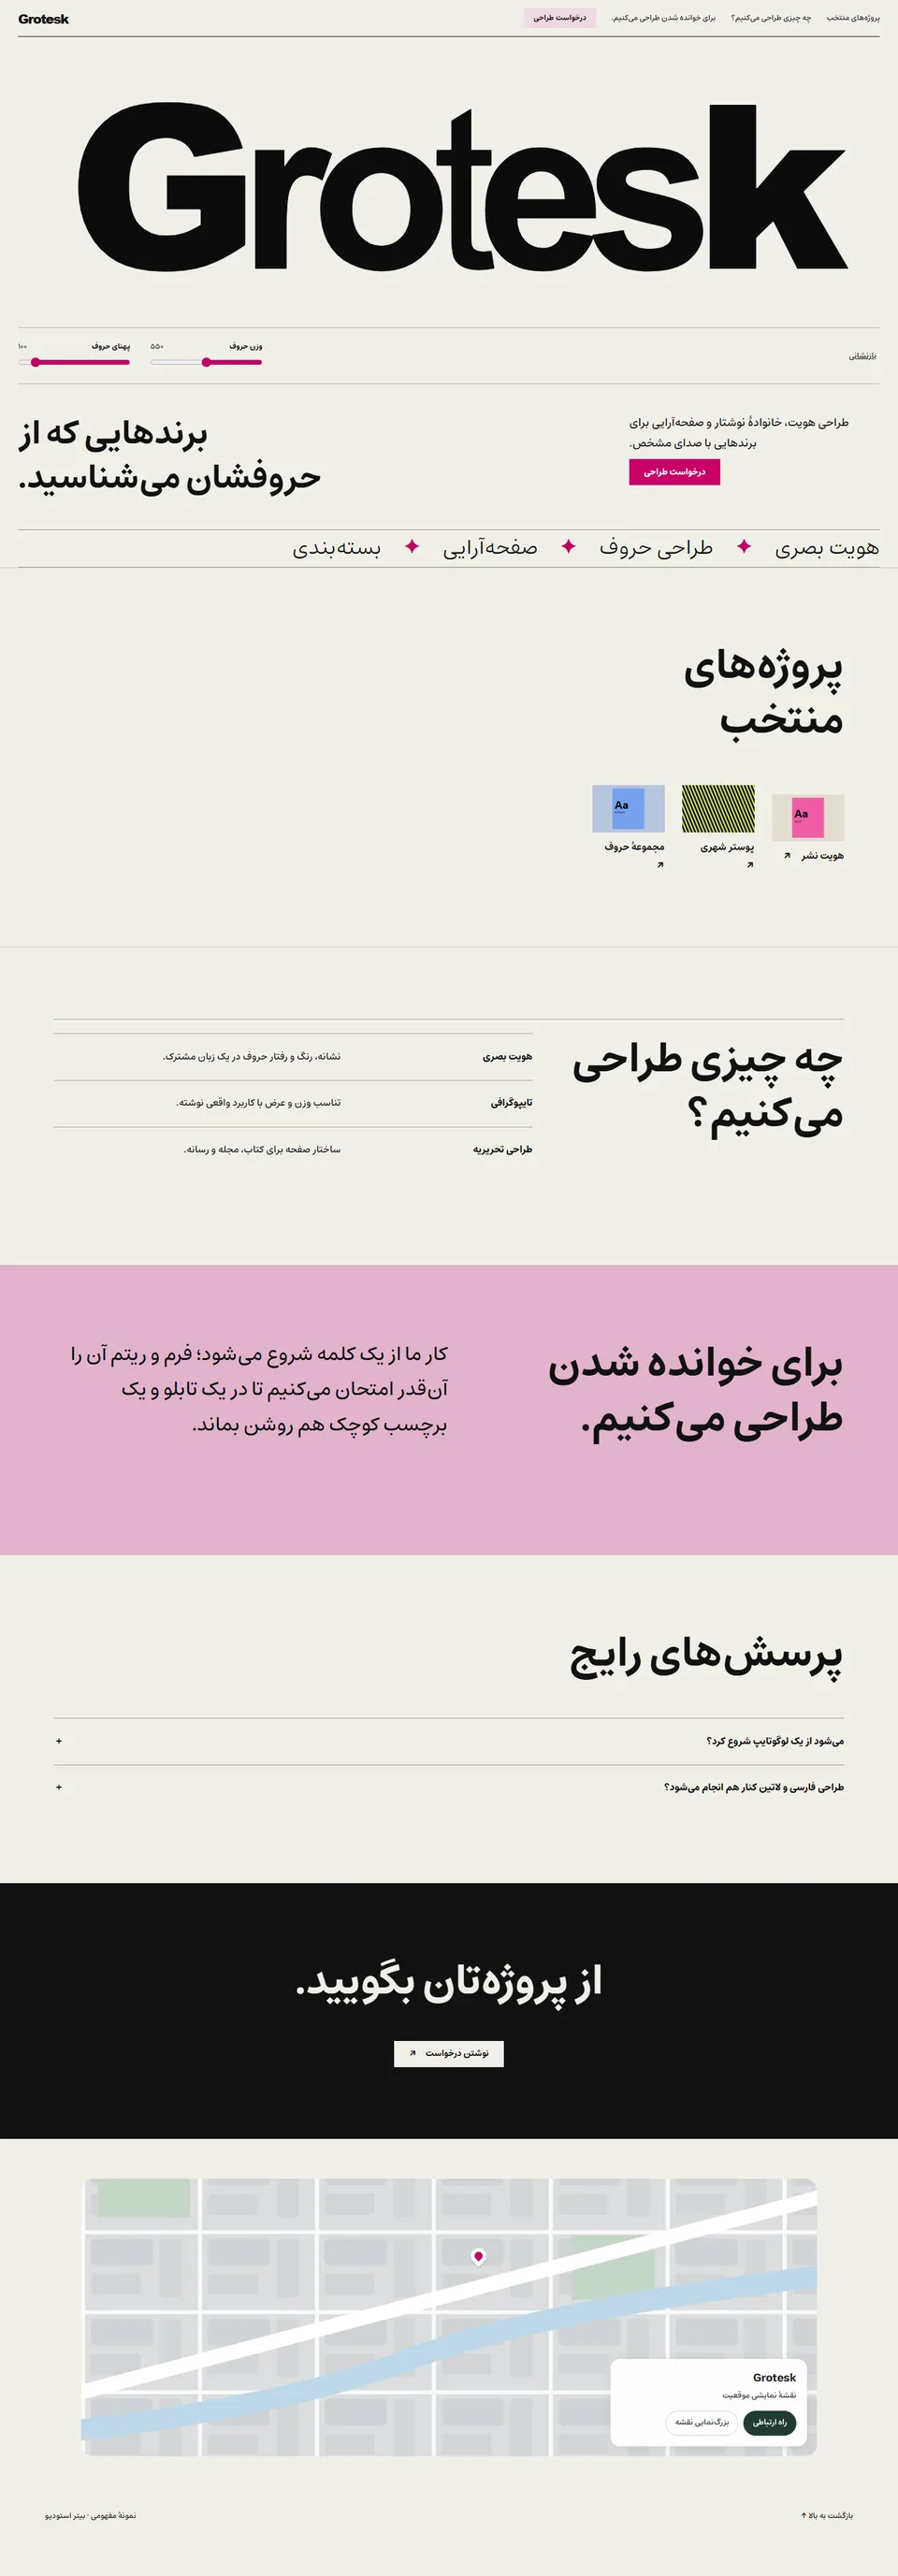 Grotesk
پروژه‌های منتخب
چه چیزی طراحی می‌کنیم؟
برای خوانده شدن طراحی می‌کنیم.
درخواست طراحی
Grotesk
وزن حروف
۵۵۰
پهنای حروف
۱۰۰
بازنشانی
برندهایی که از
حروفشان می‌شناسید.
طراحی هویت، خانوادهٔ نوشتار و صفحه‌آرایی برای
برندهایی با صدای مشخص.
درخواست طراحی
هویت بصری ✦ طراحی حروف ✦ صفحه‌آرایی ✦ بسته‌بندی
پروژه‌های
منتخب
Aa
هویت نشر ↗
پوستر شهری
↗
Aa
مجموعهٔ حروف
↗
چه چیزی طراحی
می‌کنیم؟
هویت بصری
نشانه، رنگ و رفتار حروف در یک زبان مشترک.
تایپوگرافی
تناسب وزن و عرض با کاربرد واقعی نوشته.
طراحی تحریریه
ساختار صفحه برای کتاب، مجله و رسانه.
برای خوانده شدن
طراحی می‌کنیم.
کار ما از یک کلمه شروع می‌شود؛ فرم و ریتم آن را
آن‌قدر امتحان می‌کنیم تا در یک تابلو و یک
برچسب کوچک هم روشن بماند.
پرسش‌های رایج
می‌شود از یک لوگوتایپ شروع کرد؟ +
طراحی فارسی و لاتین کنار هم انجام می‌شود؟ +
از پروژه‌تان بگویید.
نوشتن درخواست ↗
Grotesk
نقشهٔ نمایشی موقعیت
راه ارتباطی
بزرگ‌نمایی نقشه
بازگشت به بالا ↑
نمونهٔ مفهومی · بیتر استودیو